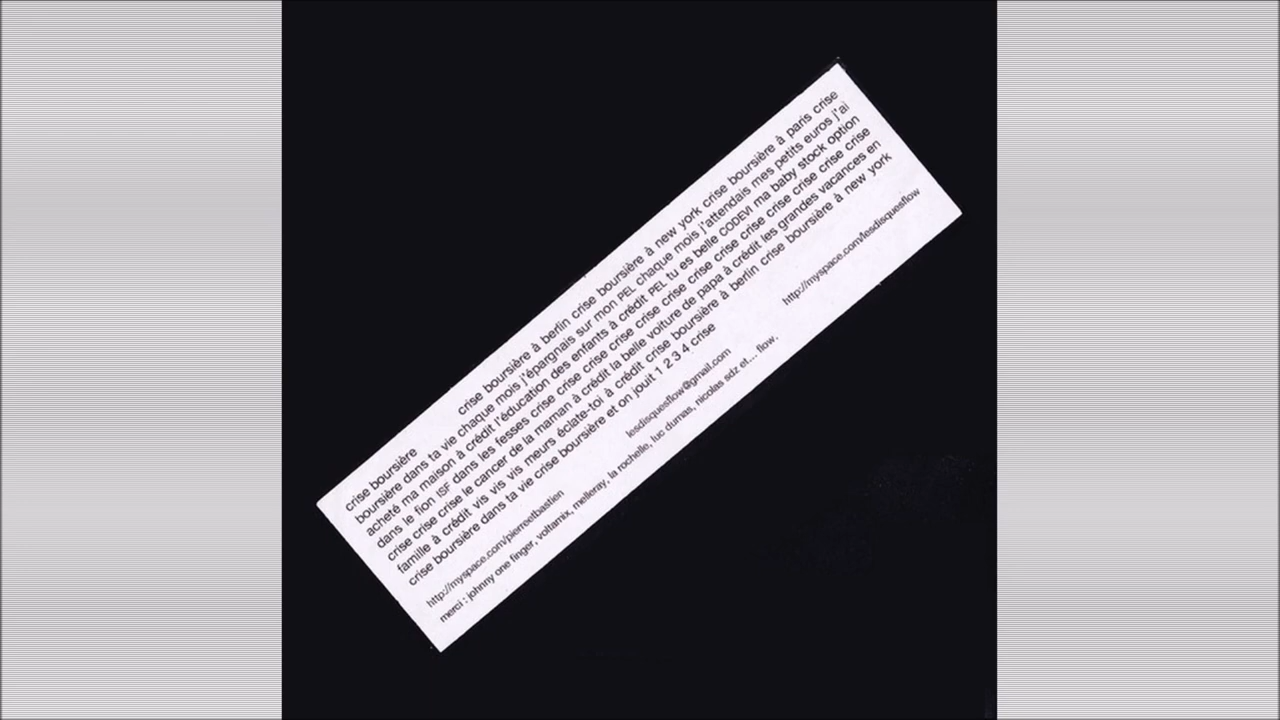 crise boursière crise boursière à berlin crise boursière à new york crise boursière à paris crise
boursière dans ta vie chaque mois j'épargnais sur mon PEL chaque mois j'attendais mes petits euros j'ai
acheté ma maison à crédit l'éducation des enfants à crédit PEL tu es belle CODEVI ma baby stock option
dans le fion ISF dans les fesses crise crise crise crise crise crise crise crise crise crise crise crise
crise crise crise le cancer de la maman à crédit la belle voiture de papa à crédit les grandes vacances en
famille à crédit vis vis vis meurs éclate-toi à crédit crise boursière à berlin crise boursière à new york
crise boursière dans ta vie crise boursière et on jouit 1 2 3 4 crise
http://myspace.com/pierreetbastien lesdisquesflow@gmail.com http://myspace.com/lesdisquesflow
merci : johnny one finger, voltamix, melleray, la rochelle, luc dumas, nicolas sdz et... flow.